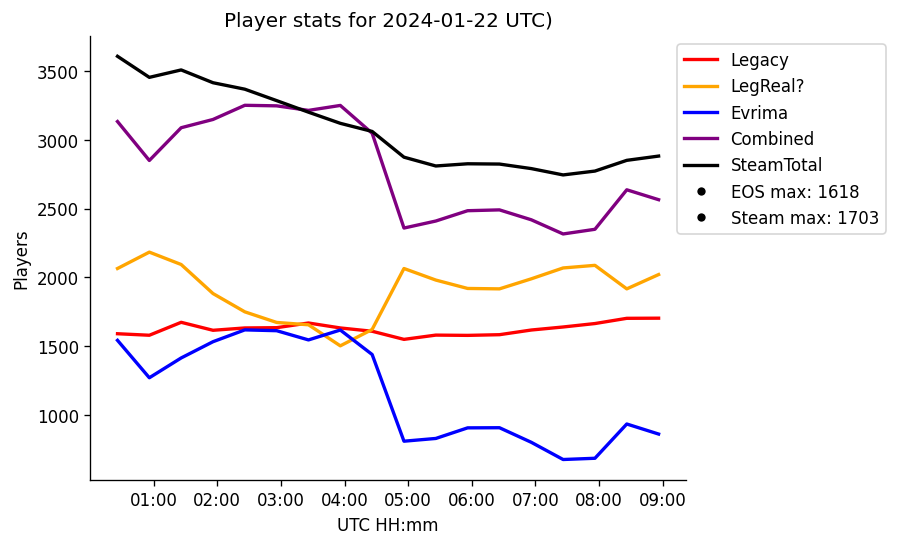 Player stats for 2024-01-22 UTC)
Legacy
LegReal?
Evrima
Combined
SteamTotal
EOS max: 1618
Steam max: 1703
Players
3500
3000
2500
2000
1500
1000
01:00 02:00 03:00 04:00 05:00 06:00 07:00 08:00 09:00
UTC HH:mm